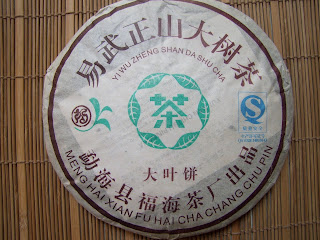 易武正山大树茶
YI WU ZHENG SHAN DA SHU CHA
茶
大叶饼
勐海县福海茶厂出品
MENG HAI XIAN FU HAI CHA CHANG CHU PIN